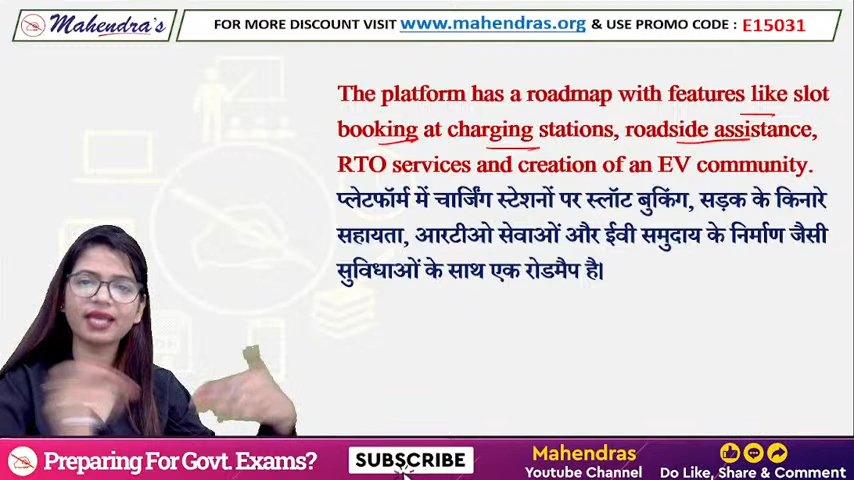 Mahendra's
FOR MORE DISCOUNT VISIT www.mahendras.org & USE PROMO CODE : E15031
The platform has a roadmap with features like slot
booking at charging stations, roadside assistance,
RTO services and creation of an EV community.
प्लेटफॉर्म में चार्जिंग स्टेशनों पर स्लॉट बुकिंग, सड़क के किनारे
सहायता, आरटीओ सेवाओं और ईवी समुदाय के निर्माण जैसी
सुविधाओं के साथ एक रोडमैप है।
Preparing For Govt. Exams?
SUBSCRIBE
Mahendras
Youtube Channel
Do Like, Share & Comment